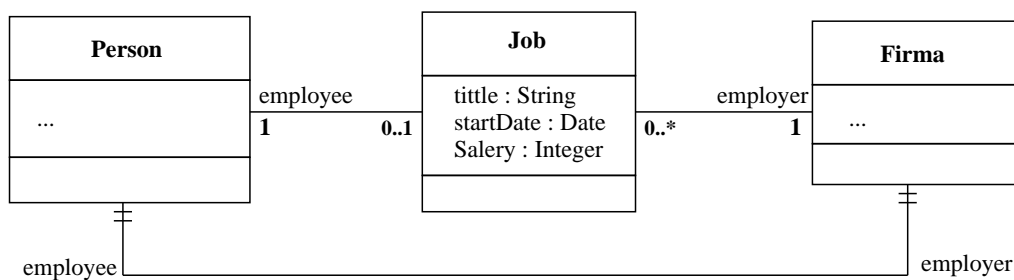 Person
...
employee
1
0..1
Job
tittle : String
startDate : Date
Salery : Integer
employer
0..*
1
Firma
...
employee
employer